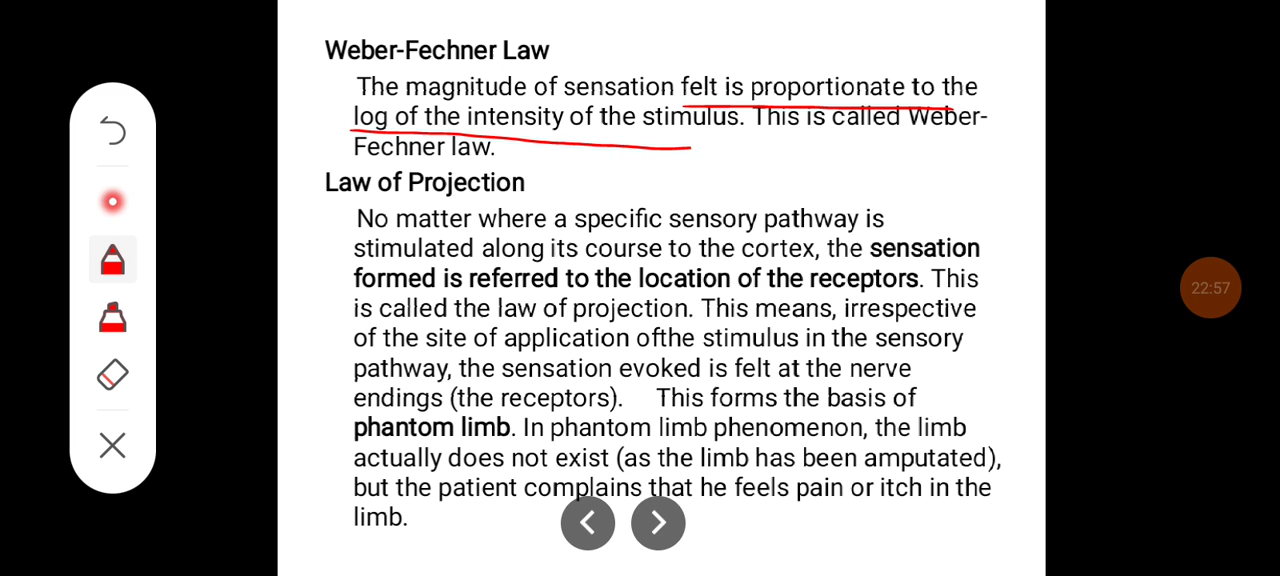 Weber-Fechner Law
The magnitude of sensation felt is proportionate to the
log of the intensity of the stimulus. This is called Weber-
Fechner law.
Law of Projection
No matter where a specific sensory pathway is
stimulated along its course to the cortex, the sensation
formed is referred to the location of the receptors. This
is called the law of projection. This means, irrespective
of the site of application ofthe stimulus in the sensory
pathway, the sensation evoked is felt at the nerve
endings (the receptors). This forms the basis of
phantom limb. In phantom limb phenomenon, the limb
actually does not exist (as the limb has been amputated),
but the patient complains that he feels pain or itch in the
limb.
22:57